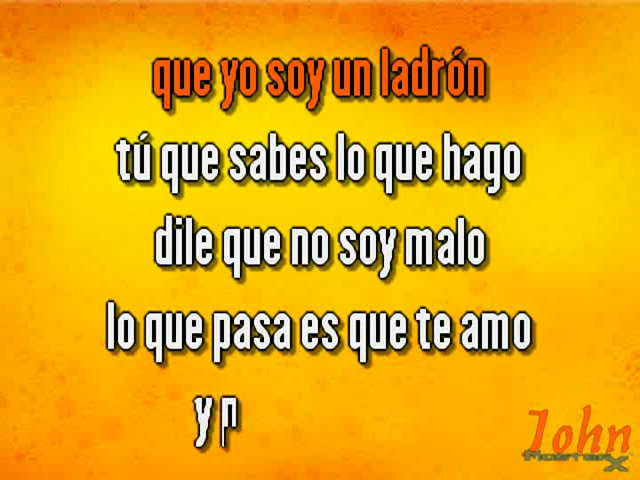 que yo soy un ladrón
tú que sabes lo que hago
dile que no soy malo
lo que pasa es que te amo
y p
John
MasterX